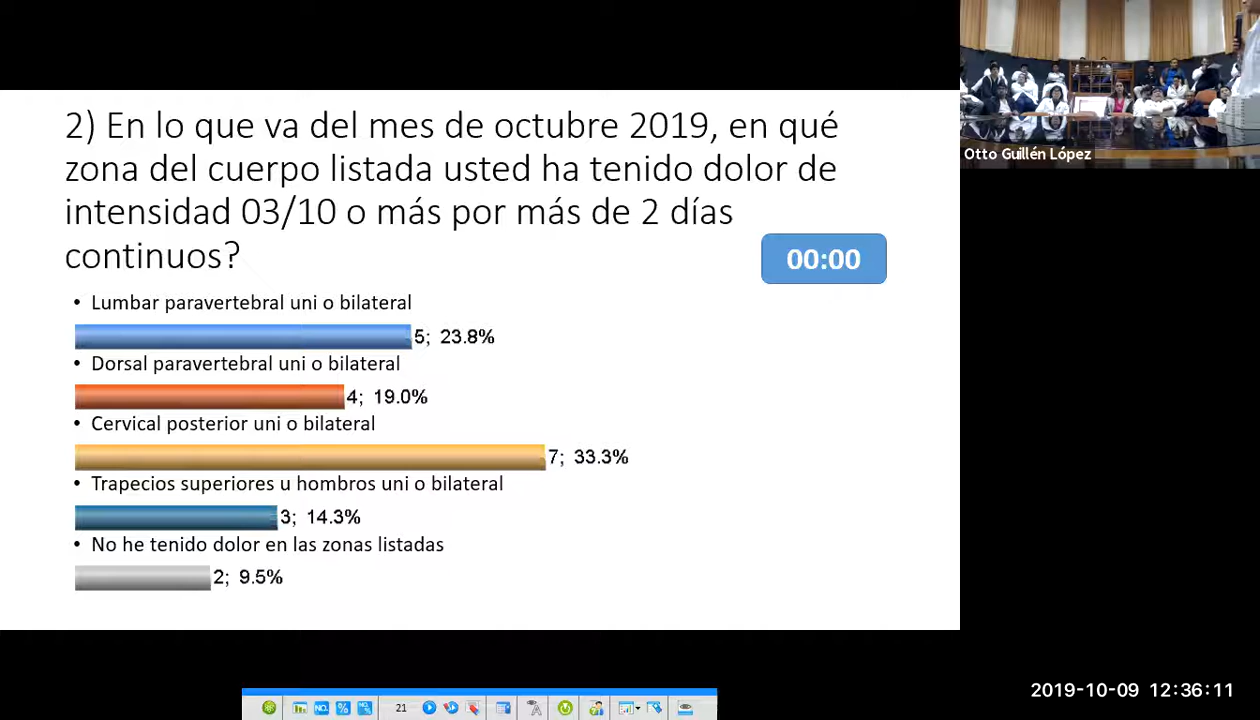 2) En lo que va del mes de octubre 2019, en qué
zona del cuerpo listada usted ha tenido dolor de
intensidad 03/10 o más por más de 2 días
continuos?
00:00
• Lumbar paravertebral uni o bilateral
5; 23.8%
• Dorsal paravertebral uni o bilateral
4; 19.0%
• Cervical posterior uni o bilateral
7; 33.3%
• Trapecios superiores u hombros uni o bilateral
3; 14.3%
• No he tenido dolor en las zonas listadas
2; 9.5%
Otto Guillén López
2019-10-09 12:36:11
NO. % 21